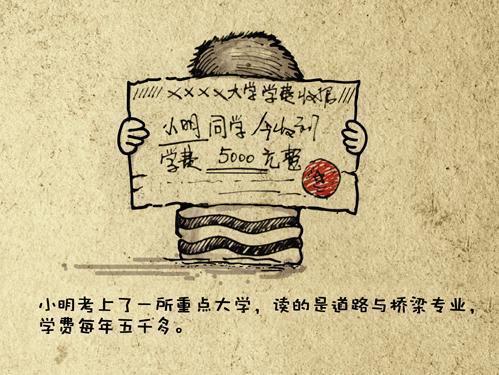 ××××大学学费收据
小明同学今收到
学费 5000 元整
小明考上了一所重点大学，读的是道路与桥梁专业，
学费每年五千多。